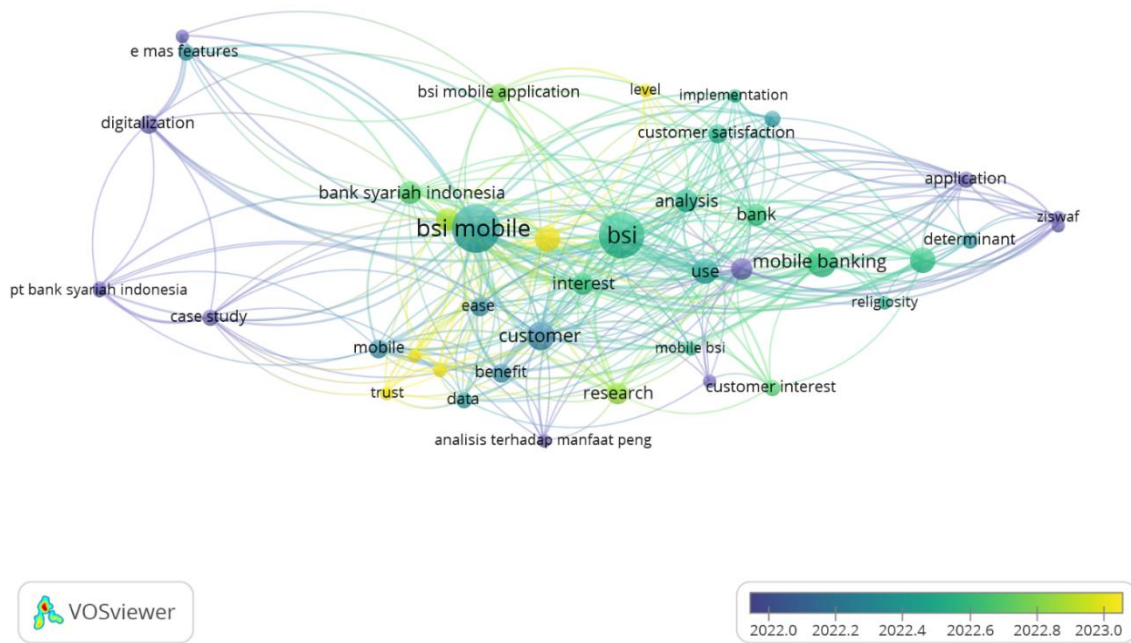 e mas features
bsi mobile application
level
implementation
digitalization
customer satisfaction
application
bank syariah indonesia
analysis
bank
ziswaf
bsi mobile
bsi
determinant
mobile banking
use
interest
pt bank syariah indonesia
religiosity
case study
ease
customer
mobile
mobile bsi
benefit
customer interest
trust
data
research
analisis terhadap manfaat peng
VOSviewer
2022.0 2022.2 2022.4 2022.6 2022.8 2023.0